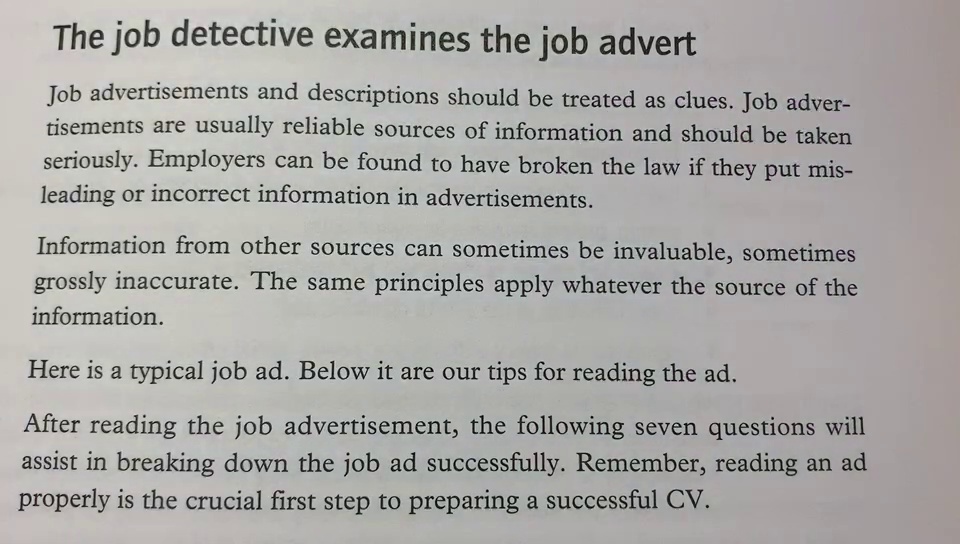 The job detective examines the job advert
Job advertisements and descriptions should be treated as clues. Job adver-
tisements are usually reliable sources of information and should be taken
seriously. Employers can be found to have broken the law if they put mis-
leading or incorrect information in advertisements.
Information from other sources can sometimes be invaluable, sometimes
grossly inaccurate. The same principles apply whatever the source of the
information.
Here is a typical job ad. Below it are our tips for reading the ad.
After reading the job advertisement, the following seven questions will
assist in breaking down the job ad successfully. Remember, reading an ad
properly is the crucial first step to preparing a successful CV.